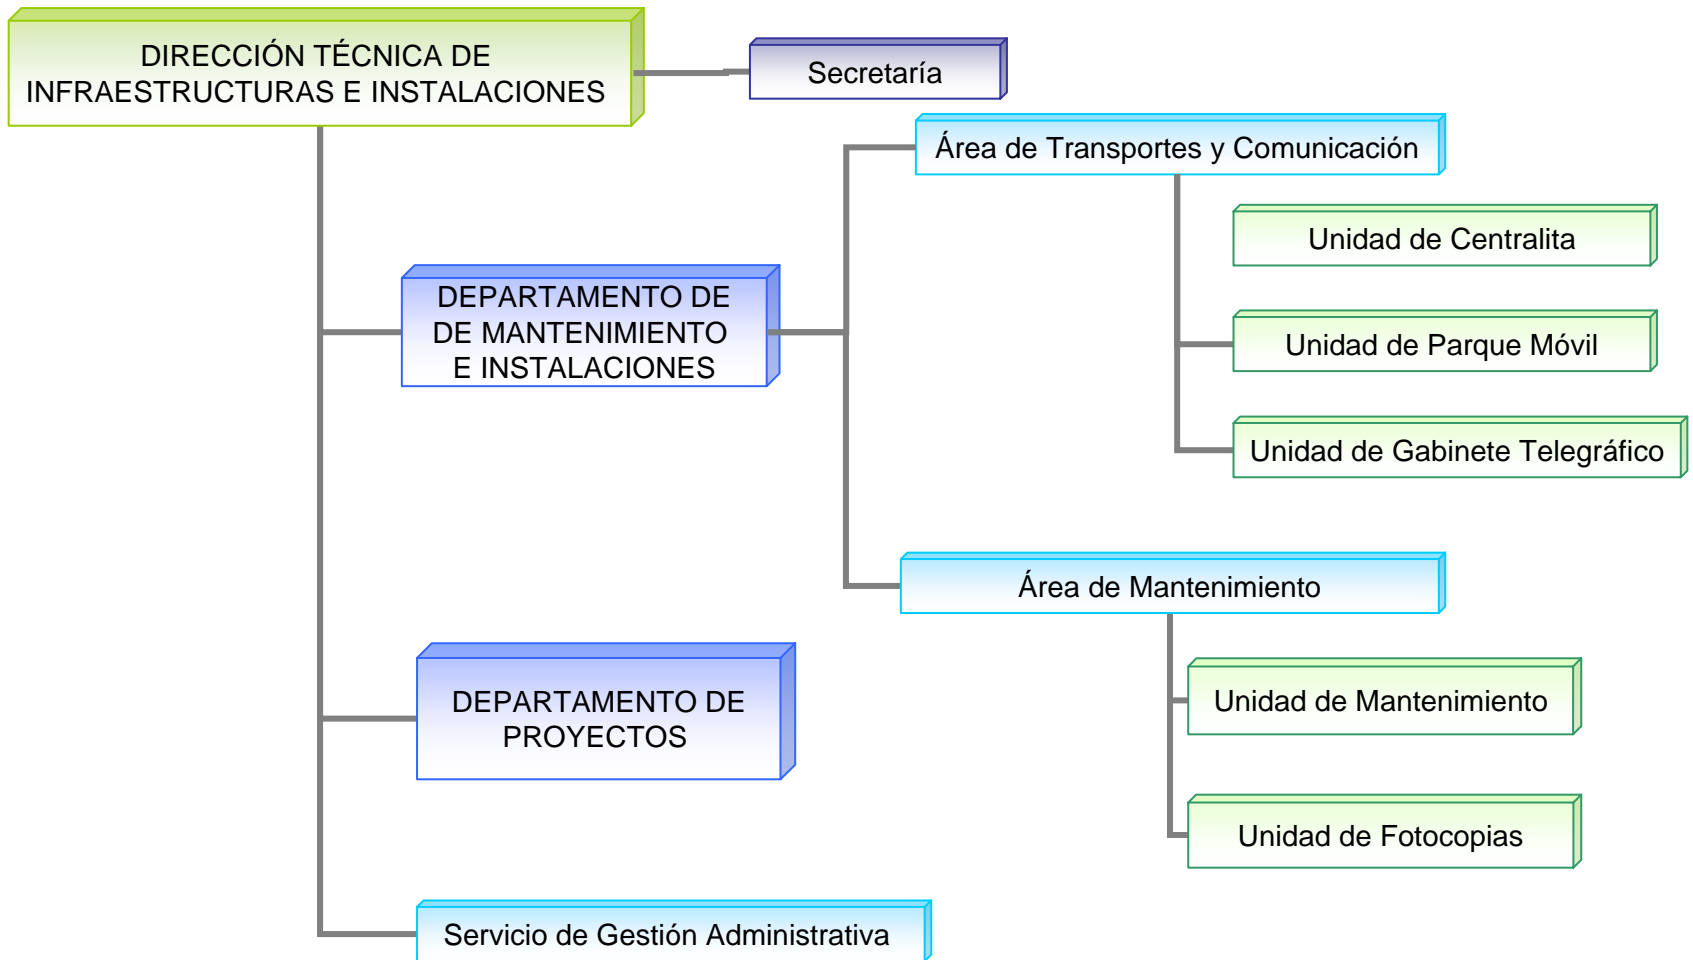 DIRECCIÓN TÉCNICA DE
INFRAESTRUCTURAS E INSTALACIONES
Secretaría
Área de Transportes y Comunicación
Unidad de Centralita
Unidad de Parque Móvil
Unidad de Gabinete Telegráfico
DEPARTAMENTO DE
DE MANTENIMIENTO
E INSTALACIONES
Área de Mantenimiento
Unidad de Mantenimiento
Unidad de Fotocopias
DEPARTAMENTO DE
PROYECTOS
Servicio de Gestión Administrativa